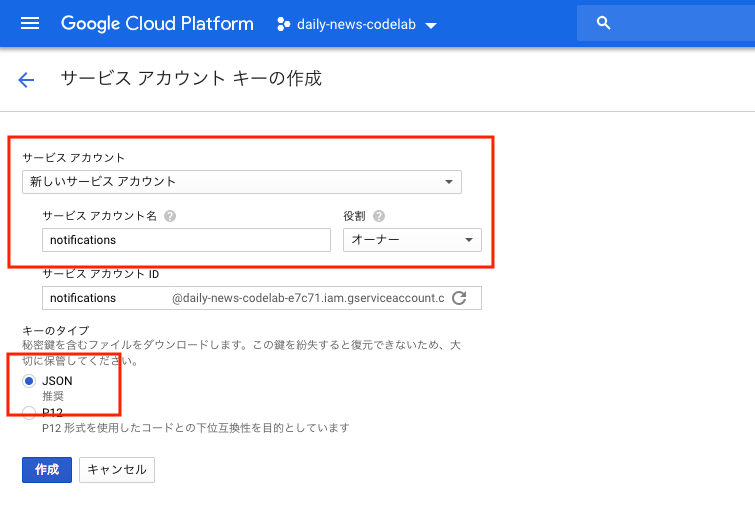 Google Cloud Platform
daily-news-codelab
サービス アカウント キーの作成
サービス アカウント
新しいサービス アカウント
サービス アカウント名 ? 役割 ?
notifications オーナー
サービス アカウント ID
notifications @daily-news-codelab-e7c71.iam.gserviceaccount.c
キーのタイプ
秘密鍵を含むファイルをダウンロードします。この鍵を紛失すると復元できないため、大
切に保管してください。
JSON
推奨
P12
P12 形式を使用したコードとの下位互換性を目的としています
作成 キャンセル